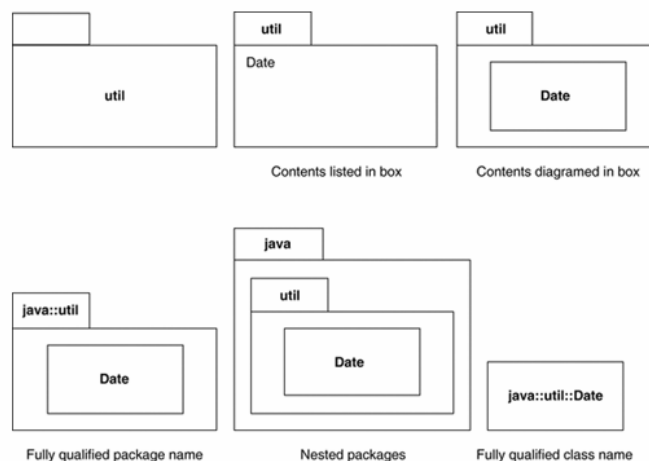 util
util
Date
util
Date
Contents listed in box
Contents diagramed in box
java::util
Date
java
util
Date
java::util::Date
Fully qualified package name
Nested packages
Fully qualified class name